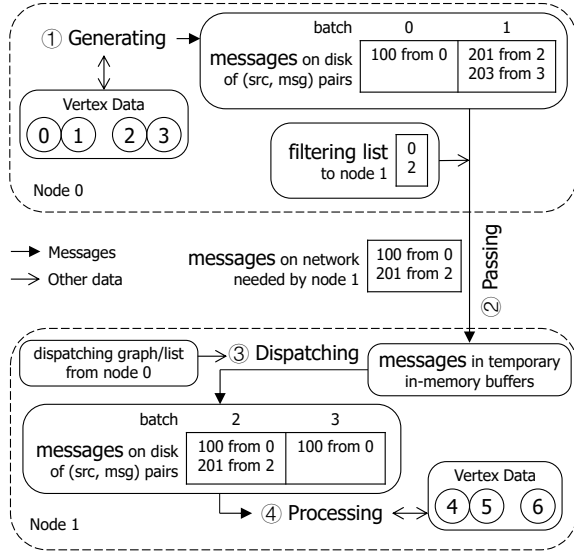 batch 0 1
① Generating
messages on disk
of (src, msg) pairs
100 from 0
201 from 2
203 from 3
Vertex Data
0 1 2 3
filtering list
to node 1
0
2
Node 0
Messages
Other data
messages on network
needed by node 1
100 from 0
201 from 2
② Passing
dispatching graph/list
from node 0
③ Dispatching
messages in temporary
in-memory buffers
batch 2 3
messages on disk
of (src, msg) pairs
100 from 0
201 from 2
100 from 0
④ Processing
Vertex Data
4 5 6
Node 1